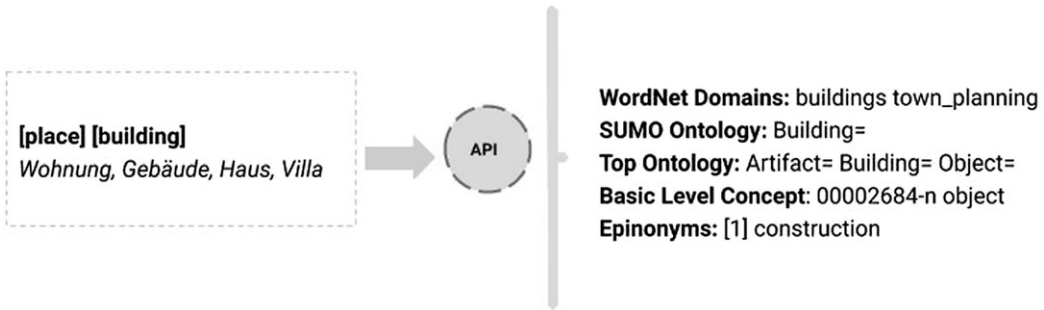 [place] [building]
Wohnung, Gebäude, Haus, Villa
API
WordNet Domains: buildings town_planning
SUMO Ontology: Building=
Top Ontology: Artifact= Building= Object=
Basic Level Concept: 00002684-n object
Epinonyms: [1] construction